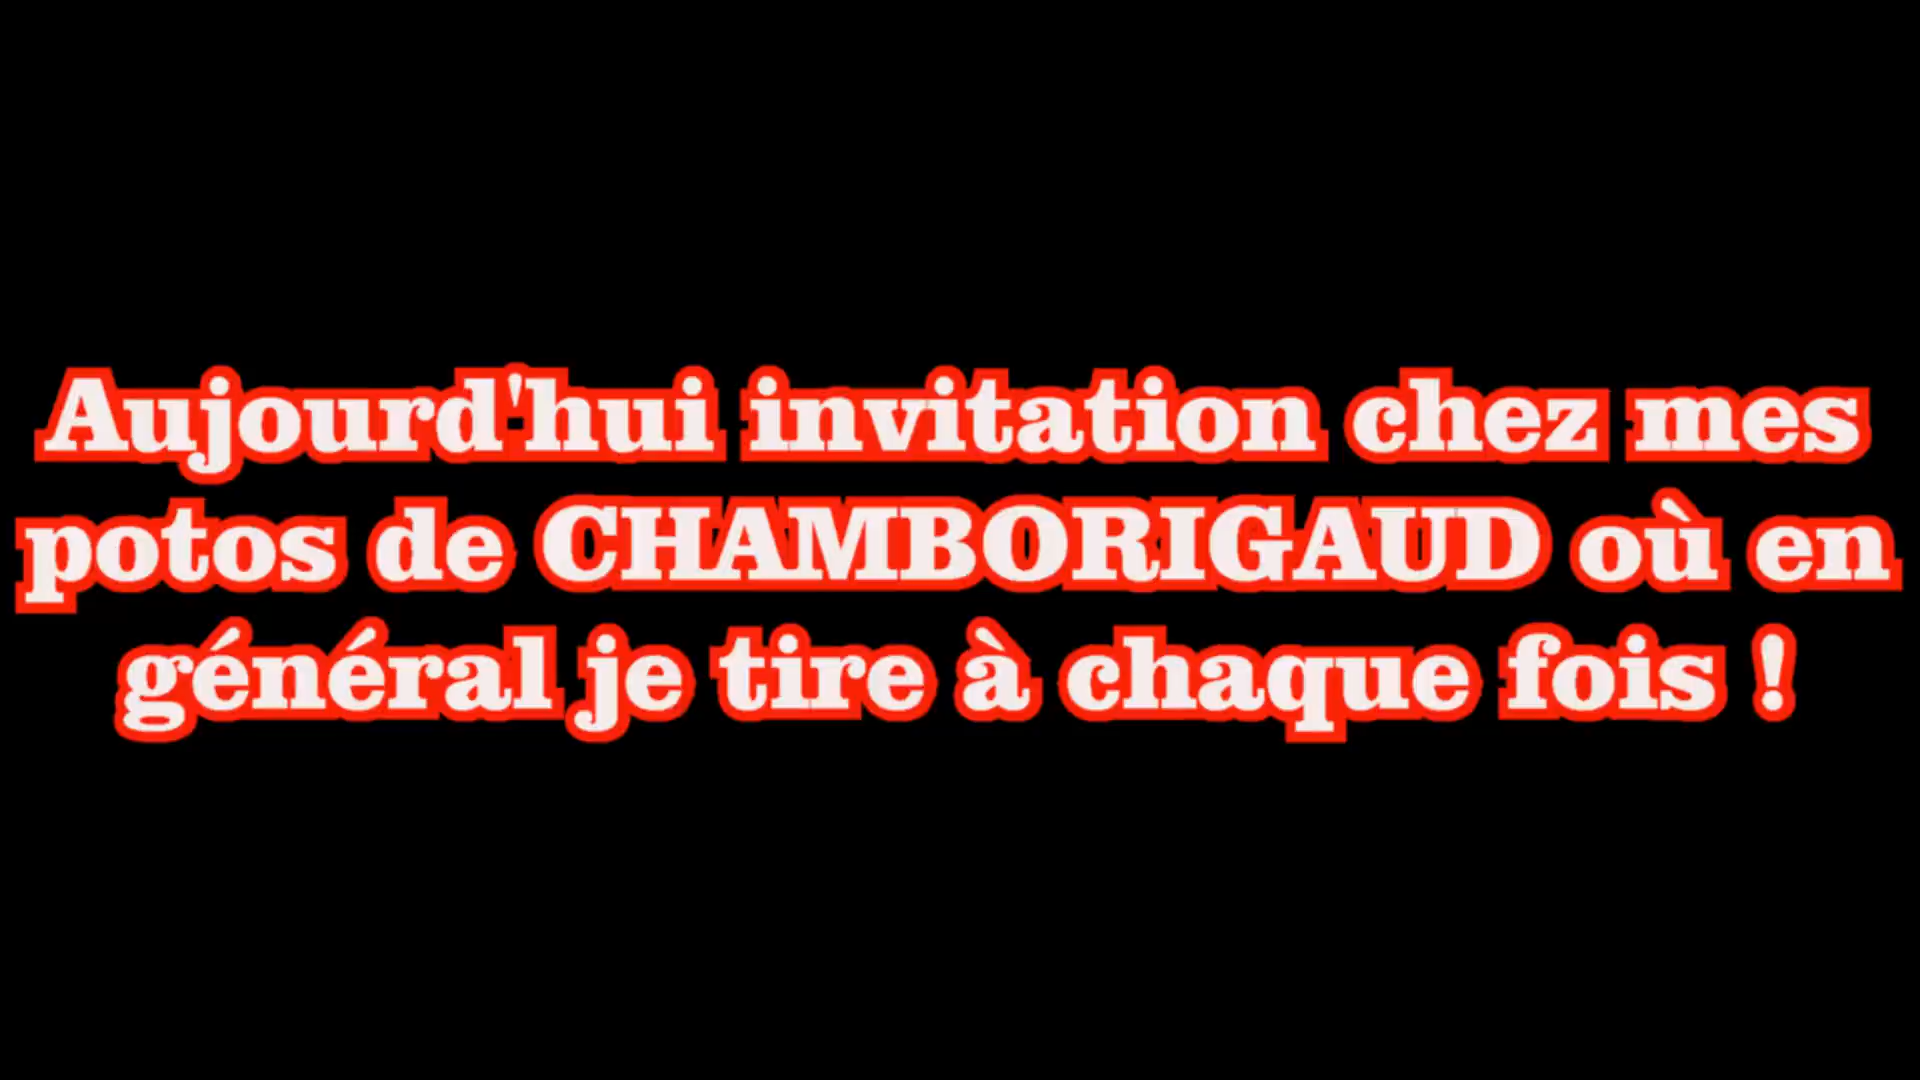 Aujourd'hui invitation chez mes
potos de CHAMBORIGAUD où en
général je tire à chaque fois !